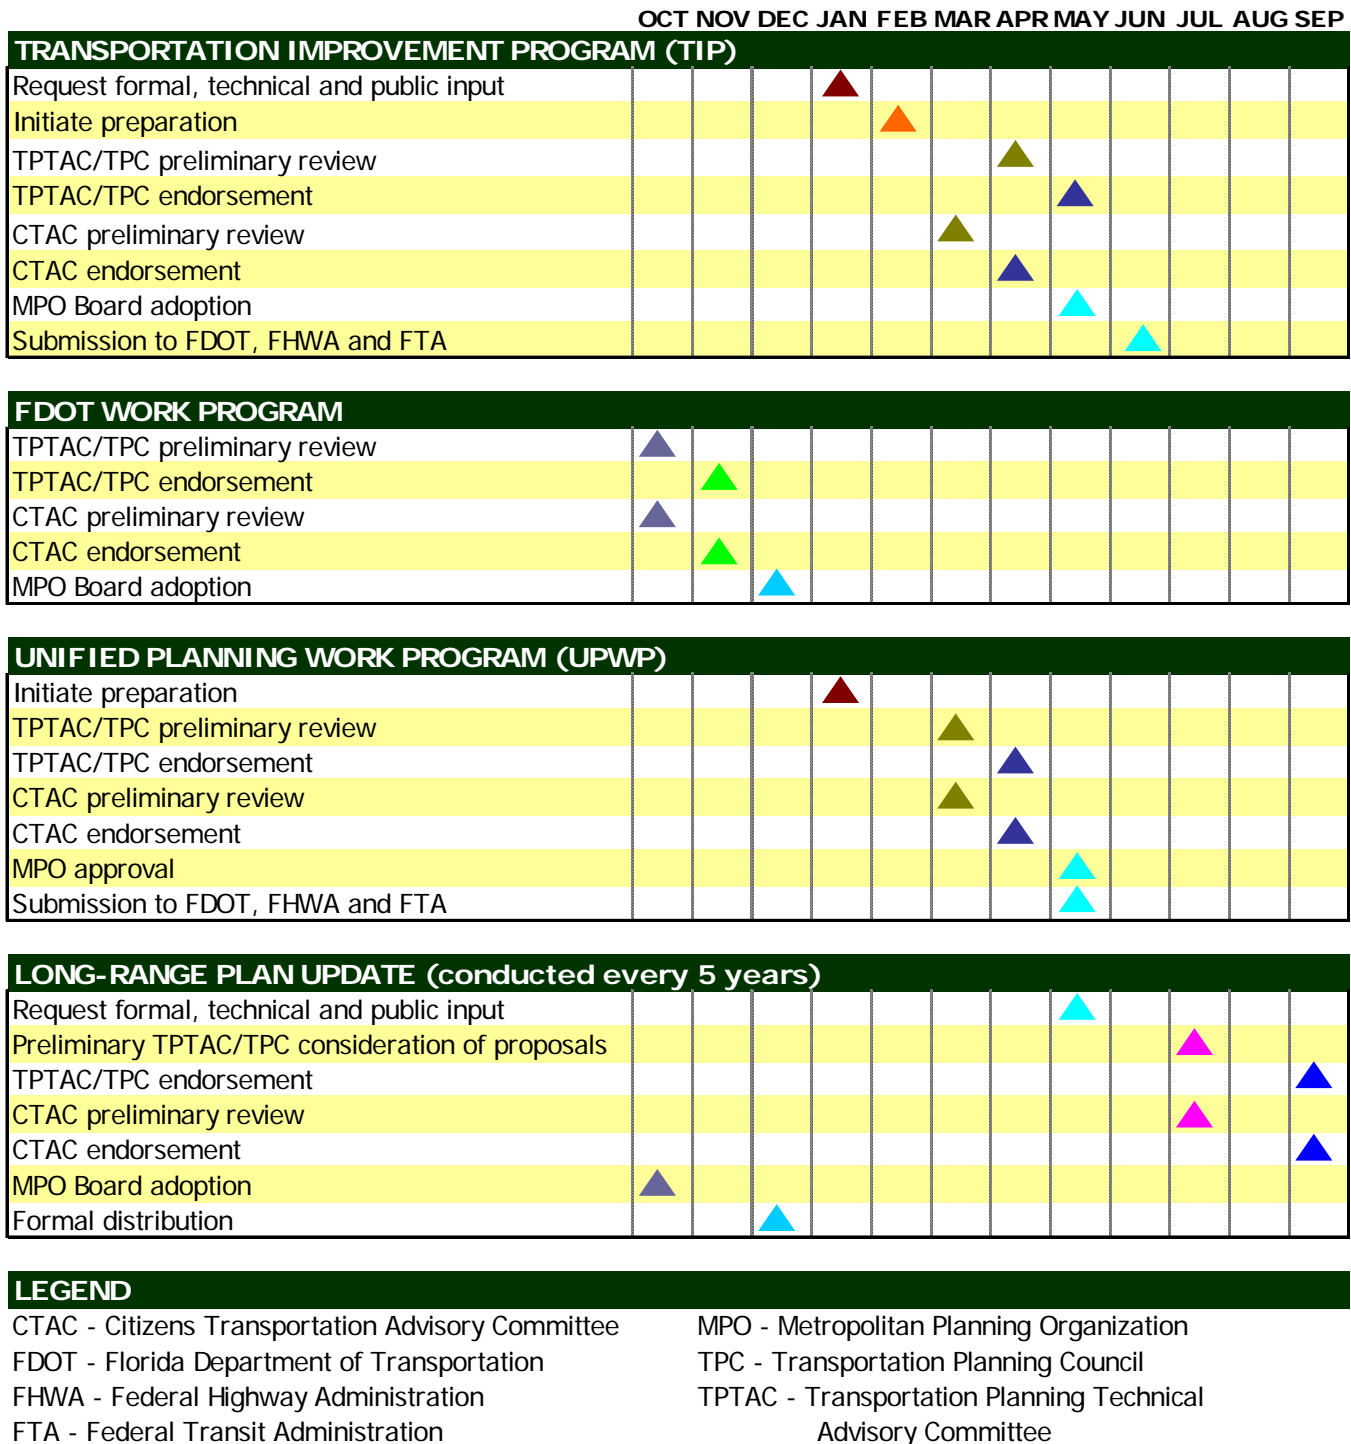 OCT NOV DEC JAN FEB MAR APR MAY JUN JUL AUG SEP
TRANSPORTATION IMPROVEMENT PROGRAM (TIP)
Request formal, technical and public input
Initiate preparation
TPTAC/TPC preliminary review
TPTAC/TPC endorsement
CTAC preliminary review
CTAC endorsement
MPO Board adoption
Submission to FDOT, FHWA and FTA
FDOT WORK PROGRAM
TPTAC/TPC preliminary review
TPTAC/TPC endorsement
CTAC preliminary review
CTAC endorsement
MPO Board adoption
UNIFIED PLANNING WORK PROGRAM (UPWP)
Initiate preparation
TPTAC/TPC preliminary review
TPTAC/TPC endorsement
CTAC preliminary review
CTAC endorsement
MPO approval
Submission to FDOT, FHWA and FTA
LONG-RANGE PLAN UPDATE (conducted every 5 years)
Request formal, technical and public input
Preliminary TPTAC/TPC consideration of proposals
TPTAC/TPC endorsement
CTAC preliminary review
CTAC endorsement
MPO Board adoption
Formal distribution
LEGEND
CTAC - Citizens Transportation Advisory Committee
FDOT - Florida Department of Transportation
FHWA - Federal Highway Administration
FTA - Federal Transit Administration
MPO - Metropolitan Planning Organization
TPC - Transportation Planning Council
TPTAC - Transportation Planning Technical
Advisory Committee